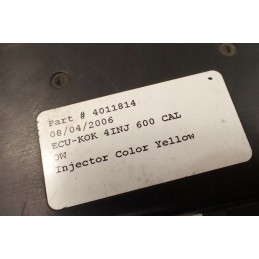 Part # 4011814
08/04/2006
ECU-KOK 4INJ 600 CAL
OW
Injector Color Yellow